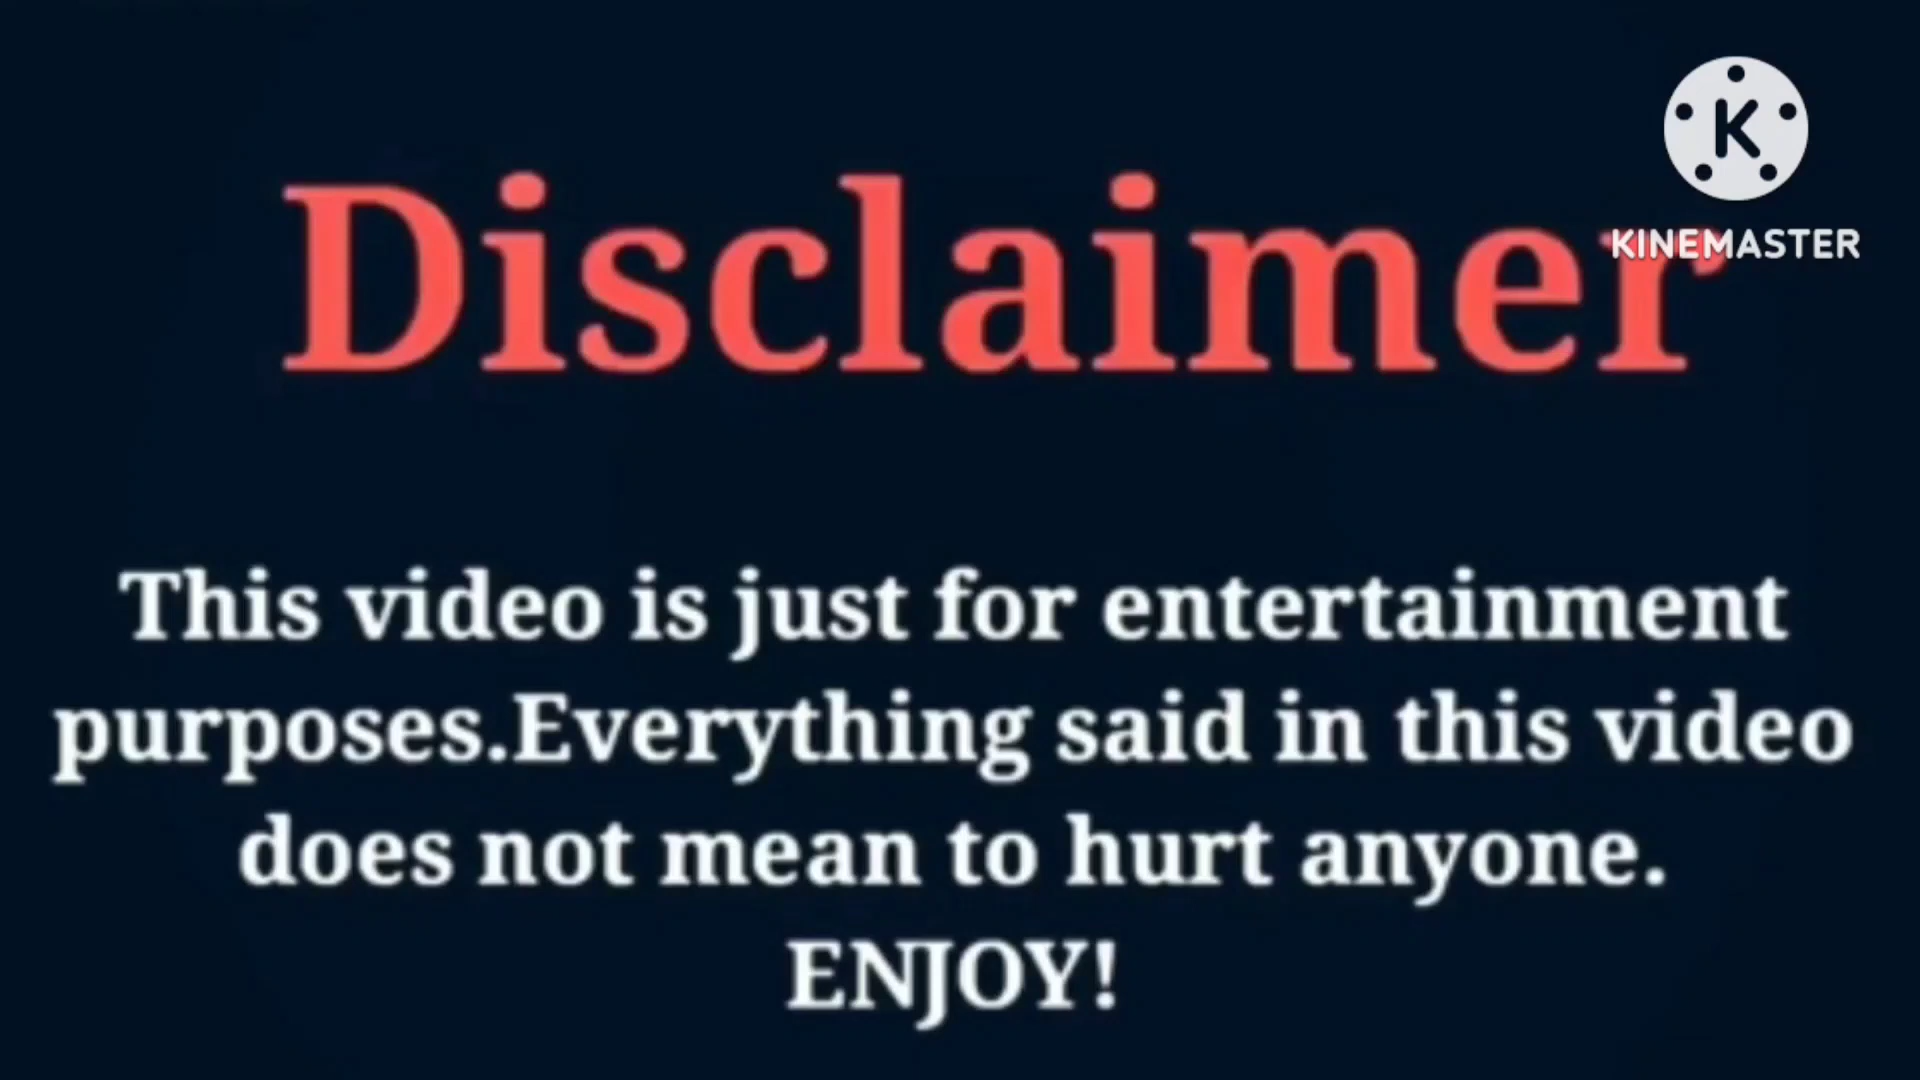 K
KINEMASTER
Disclaimer
This video is just for entertainment
purposes.Everything said in this video
does not mean to hurt anyone.
ENJOY!